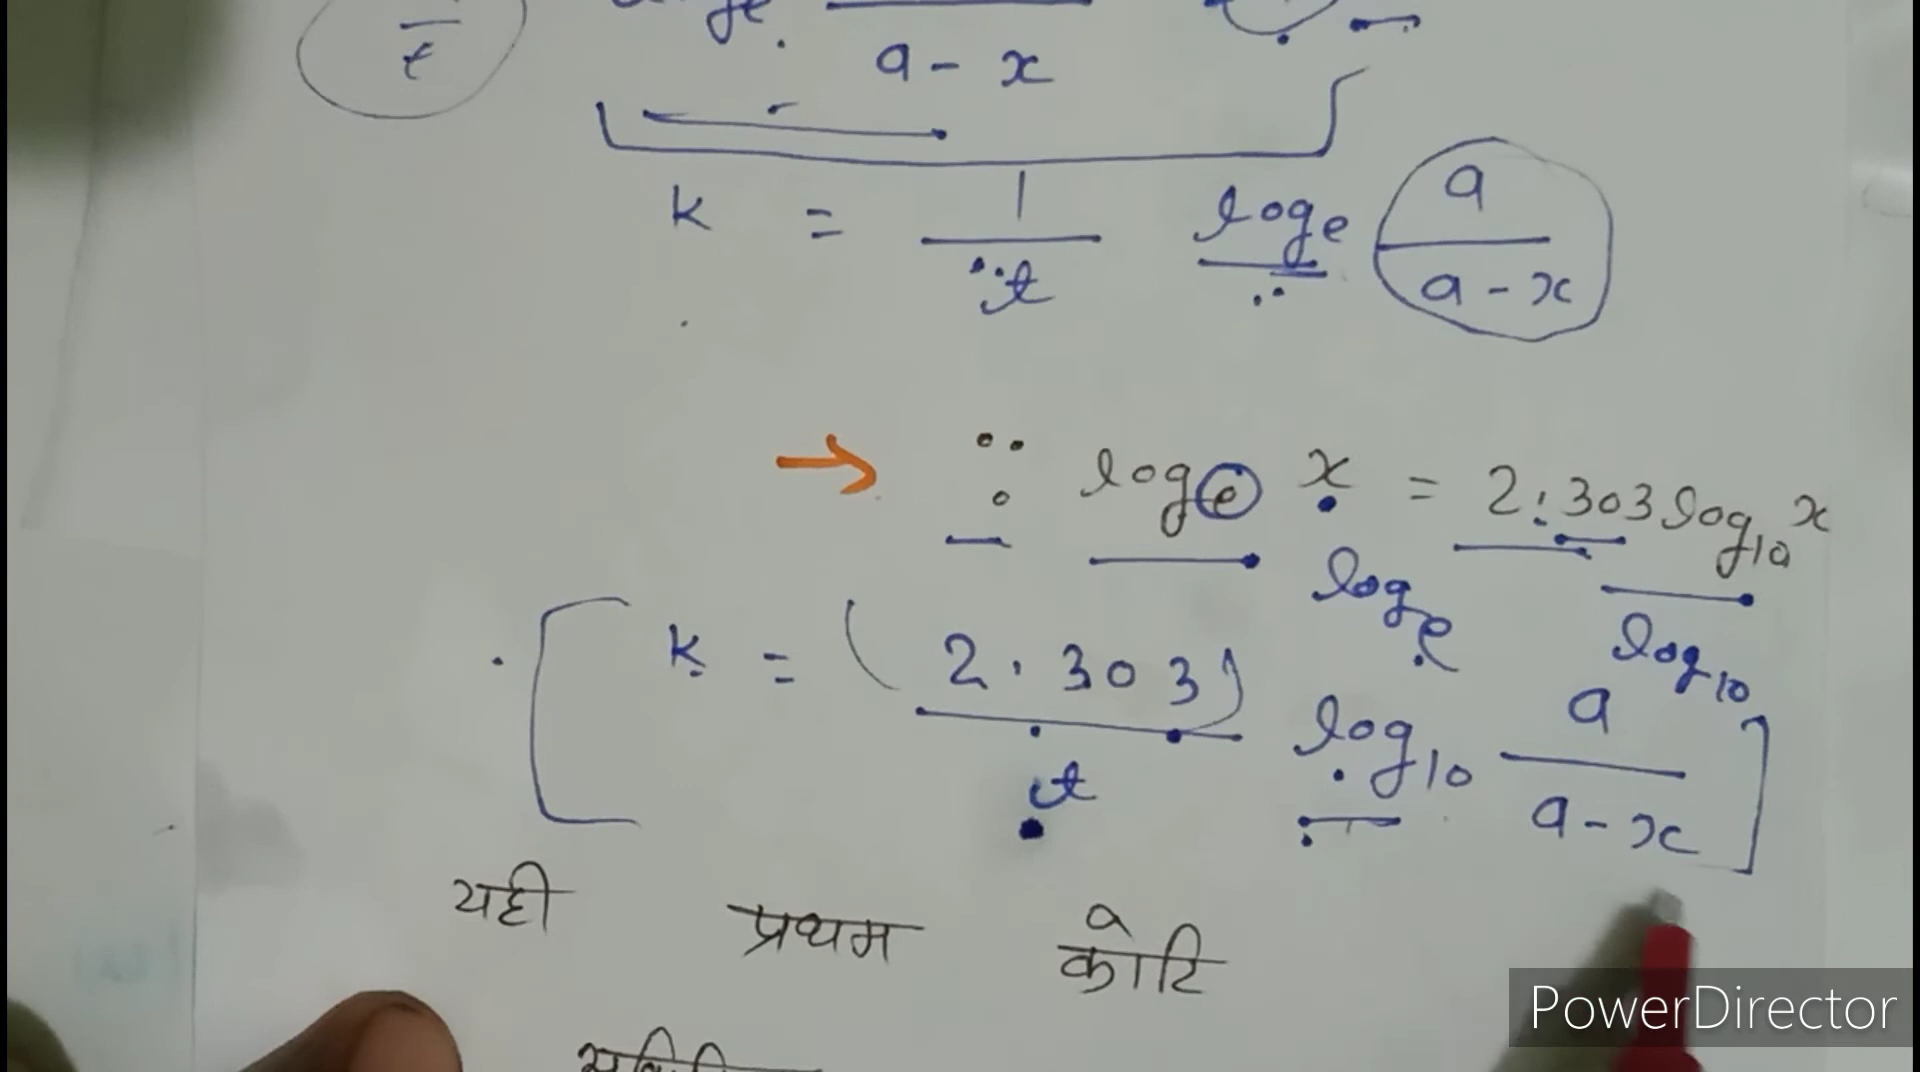 t
a - x
k = 1/t logₑ a/(a - x)
∵ logₑ x = 2.303 log₁₀ x
logₑ log₁₀
k = (2.303)/t log₁₀ a/(a - x)
यही प्रथम कोटि
PowerDirector